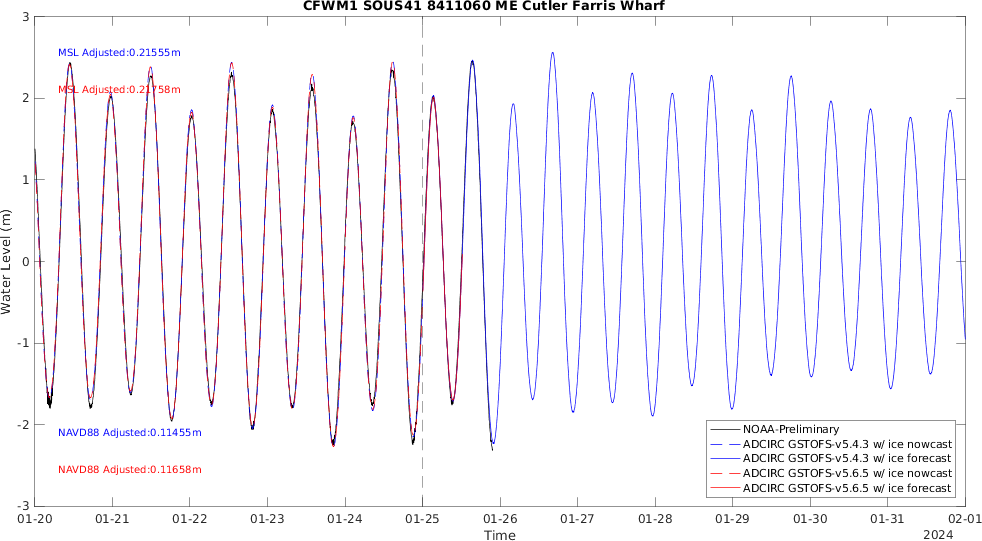 CFWM1 SOUS41 8411060 ME Cutler Farris Wharf
3
2
1
0
-1
-2
-3
Water Level (m)
MSL Adjusted:0.21555m
MSL Adjusted:0.21758m
NAVD88 Adjusted:0.11455m
NAVD88 Adjusted:0.11658m
NOAA-Preliminary
ADCIRC GSTOFS-v5.4.3 w/ ice nowcast
ADCIRC GSTOFS-v5.4.3 w/ ice forecast
ADCIRC GSTOFS-v5.6.5 w/ ice nowcast
ADCIRC GSTOFS-v5.6.5 w/ ice forecast
01-20 01-21 01-22 01-23 01-24 01-25 01-26 01-27 01-28 01-29 01-30 01-31 02-01
Time
2024